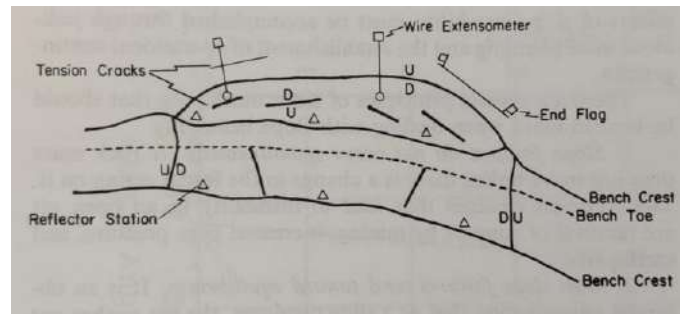 Wire Extensometer
Tension Cracks
U
D
D
U
End Flag
U D
D U
Bench Crest
Bench Toe
Reflector Station
Bench Crest